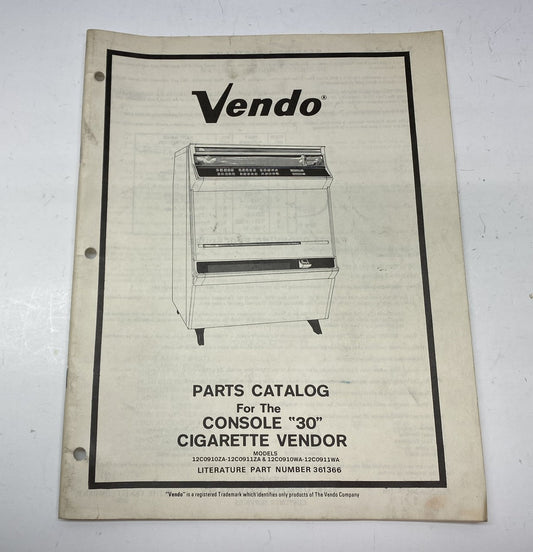 Vendo®
PARTS CATALOG
For the
CONSOLE "30"
CIGARETTE VENDOR
MODELS
12C0910ZA-12C0911ZA & 12C0910WA-12C0911WA
LITERATURE PART NUMBER 361366
"Vendo" is a registered Trademark which identifies only products of The Vendo Company